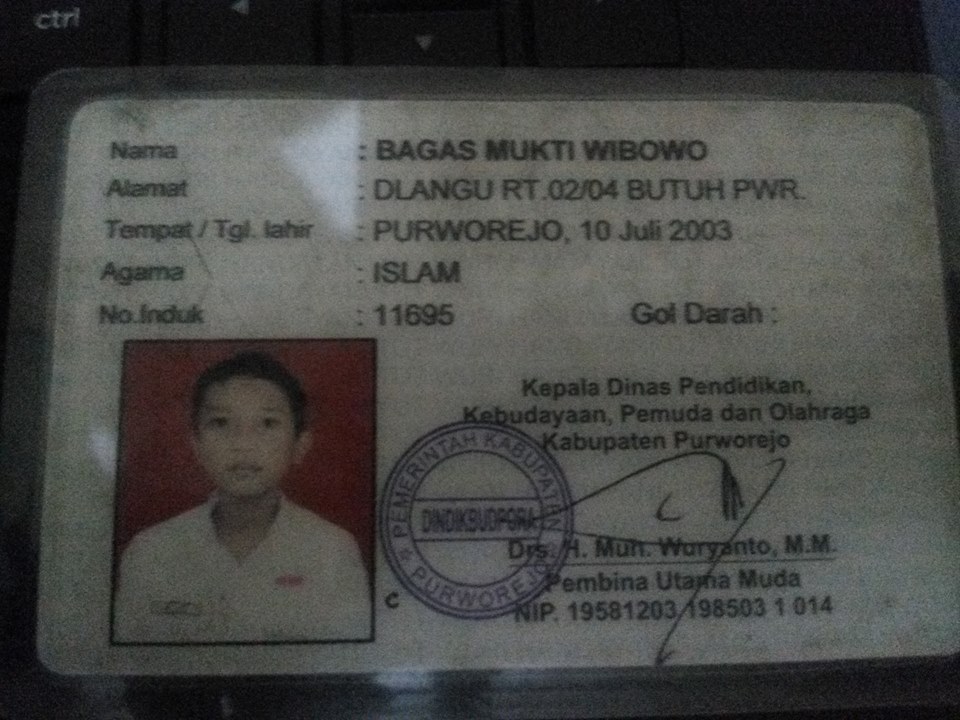 ctrl
Nama : BAGAS MUKTI WIBOWO
Alamat : DLANGU RT.02/04 BUTUH PWR.
Tempat / Tgl. lahir : PURWOREJO, 10 Juli 2003
Agama : ISLAM
No.Induk : 11695 Gol Darah :
Kepala Dinas Pendidikan,
Kebudayaan, Pemuda dan Olahraga
Kabupaten Purworejo
PEMERINTAH KABUPATEN
DINDIKBUDPORA
PURWOREJO
Drs. H. Muh. Wuryanto, M.M.
Pembina Utama Muda
NIP. 19581203 198503 1 014
C